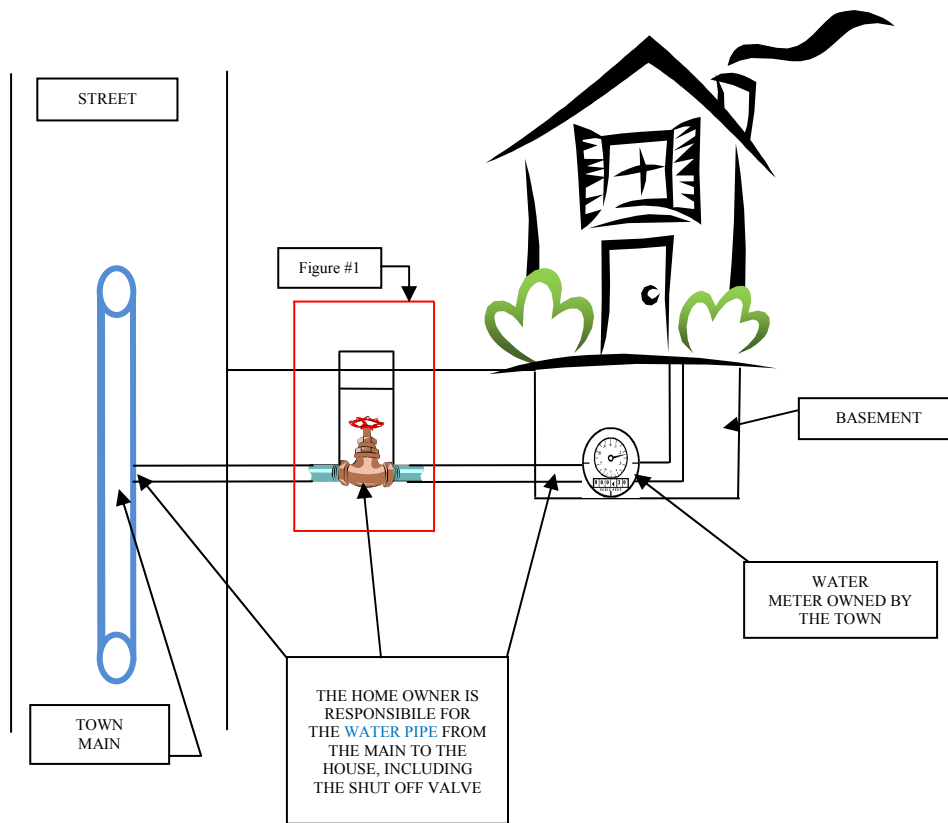 STREET
Figure #1
BASEMENT
WATER
METER OWNED BY
THE TOWN
THE HOME OWNER IS
RESPONSIBILE FOR
THE WATER PIPE FROM
THE MAIN TO THE
HOUSE, INCLUDING
THE SHUT OFF VALVE
TOWN
MAIN